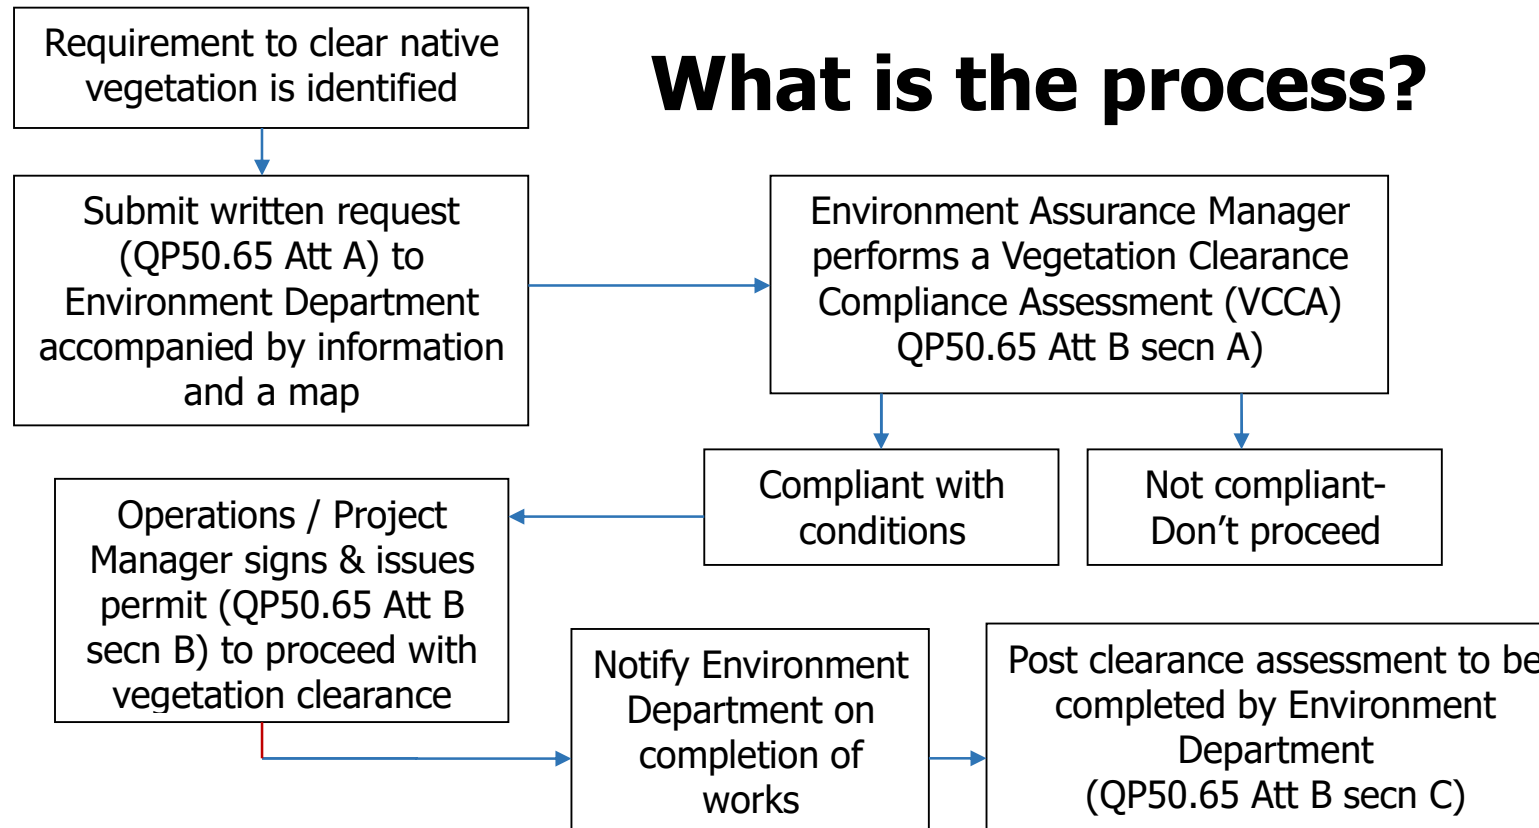 Requirement to clear native
vegetation is identified
What is the process?
Submit written request
(QP50.65 Att A) to
Environment Department
accompanied by information
and a map
Environment Assurance Manager
performs a Vegetation Clearance
Compliance Assessment (VCCA)
QP50.65 Att B secn A)
Compliant with
conditions
Not compliant-
Don’t proceed
Operations / Project
Manager signs & issues
permit (QP50.65 Att B
secn B) to proceed with
vegetation clearance
Notify Environment
Department on
completion of
works
Post clearance assessment to be
completed by Environment
Department
(QP50.65 Att B secn C)